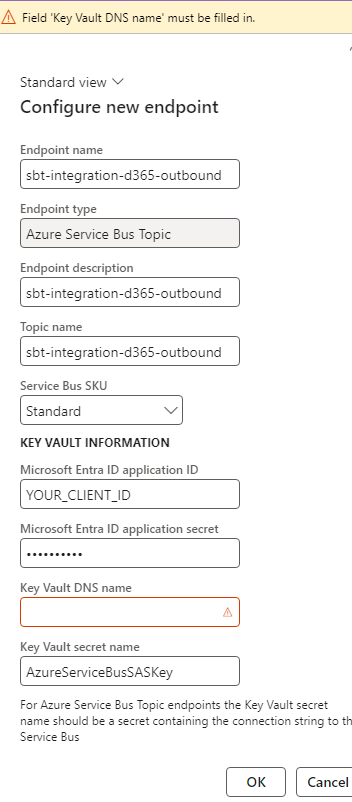 Field 'Key Vault DNS name' must be filled in.
Standard view
Configure new endpoint
Endpoint name
sbt-integration-d365-outbound
Endpoint type
Azure Service Bus Topic
Endpoint description
sbt-integration-d365-outbound
Topic name
sbt-integration-d365-outbound
Service Bus SKU
Standard
KEY VAULT INFORMATION
Microsoft Entra ID application ID
YOUR_CLIENT_ID
Microsoft Entra ID application secret
••••••••••
Key Vault DNS name
Key Vault secret name
AzureServiceBusSASKey
For Azure Service Bus Topic endpoints the Key Vault secret
name should be a secret containing the connection string to th
Service Bus
OK
Cancel